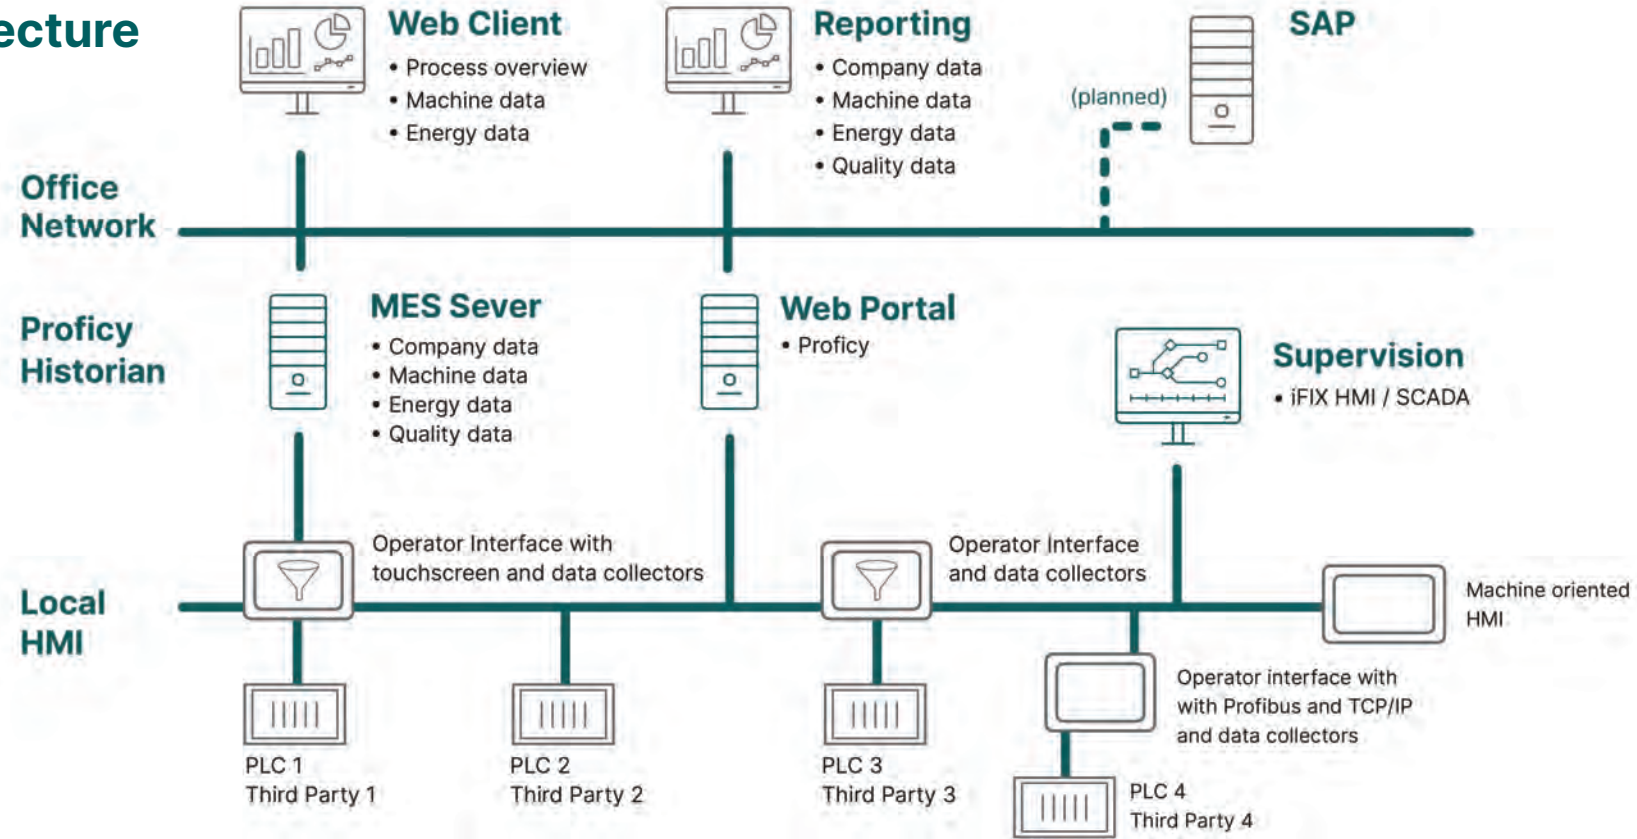 ecture
Web Client
• Process overview
• Machine data
• Energy data
Reporting
• Company data
• Machine data
• Energy data
• Quality data
(planned)
SAP
Office
Network
Proficy
Historian
MES Sever
• Company data
• Machine data
• Energy data
• Quality data
Web Portal
• Proficy
Supervision
• iFIX HMI / SCADA
Local
HMI
Operator Interface with
touchscreen and data collectors
Operator Interface
and data collectors
Machine oriented
HMI
Operator interface with
with Profibus and TCP/IP
and data collectors
PLC 1
Third Party 1
PLC 2
Third Party 2
PLC 3
Third Party 3
PLC 4
Third Party 4